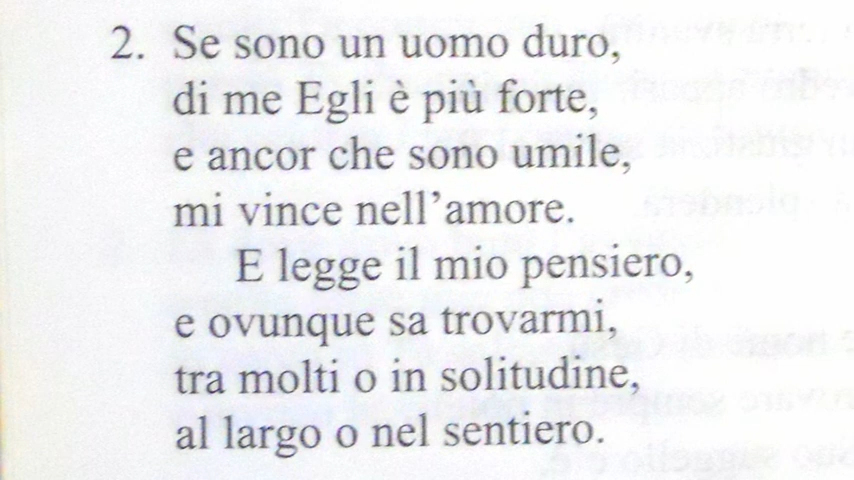 2. Se sono un uomo duro,
di me Egli è più forte,
e ancor che sono umile,
mi vince nell'amore.
E legge il mio pensiero,
e ovunque sa trovarmi,
tra molti o in solitudine,
al largo o nel sentiero.